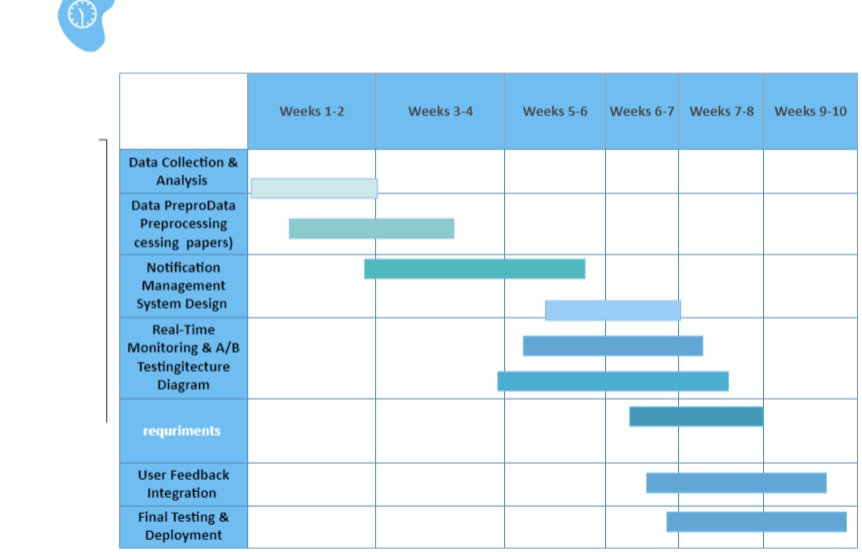 Weeks 1-2
Weeks 3-4
Weeks 5-6
Weeks 6-7
Weeks 7-8
Weeks 9-10
Data Collection &
Analysis
Data PreproData
Preprocessing
cessing papers)
Notification
Management
System Design
Real-Time
Monitoring & A/B
Testingitecture
Diagram
requriments
User Feedback
Integration
Final Testing &
Deployment